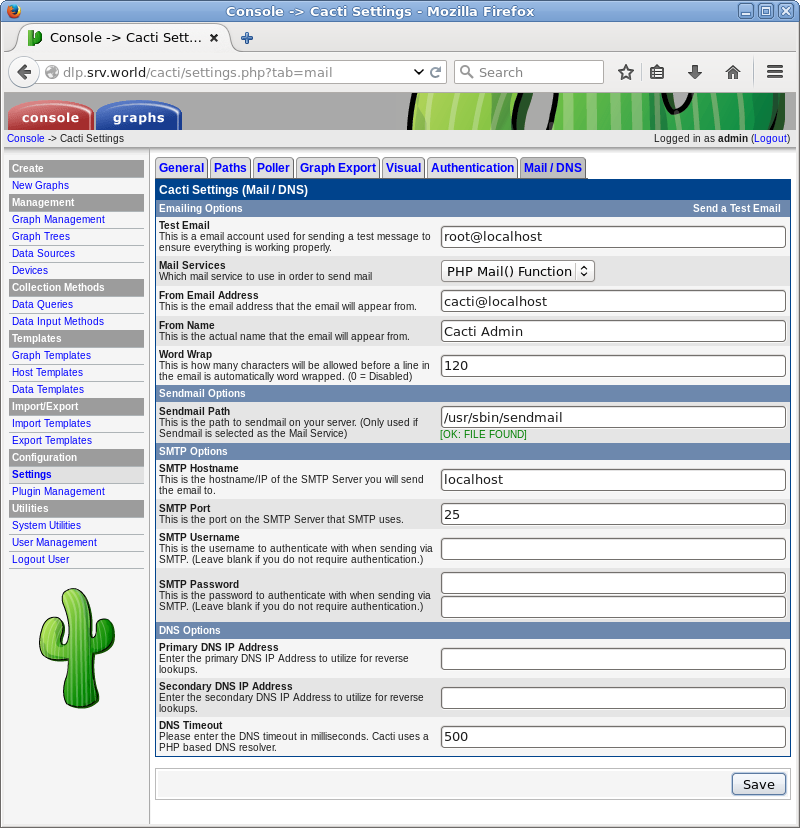 Console -> Cacti Settings - Mozilla Firefox
Console -> Cacti Sett...
dlp.srv.world/cacti/settings.php?tab=mail
Search
console
graphs
Console -> Cacti Settings
Logged in as admin (Logout)
Create
New Graphs
Management
Graph Management
Graph Trees
Data Sources
Devices
Collection Methods
Data Queries
Data Input Methods
Templates
Graph Templates
Host Templates
Data Templates
Import/Export
Import Templates
Export Templates
Configuration
Settings
Plugin Management
Utilities
System Utilities
User Management
Logout User
General
Paths
Poller
Graph Export
Visual
Authentication
Mail / DNS
Cacti Settings (Mail / DNS)
Emailing Options
Send a Test Email
Test Email
This is a email account used for sending a test message to
ensure everything is working properly.
root@localhost
Mail Services
Which mail service to use in order to send mail
PHP Mail() Function
From Email Address
This is the email address that the email will appear from.
cacti@localhost
From Name
This is the actual name that the email will appear from.
Cacti Admin
Word Wrap
This is how many characters will be allowed before a line in
the email is automatically word wrapped. (0 = Disabled)
120
Sendmail Options
Sendmail Path
This is the path to sendmail on your server. (Only used if
Sendmail is selected as the Mail Service)
/usr/sbin/sendmail
[OK: FILE FOUND]
SMTP Options
SMTP Hostname
This is the hostname/IP of the SMTP Server you will send
the email to.
localhost
SMTP Port
This is the port on the SMTP Server that SMTP uses.
25
SMTP Username
This is the username to authenticate with when sending via
SMTP. (Leave blank if you do not require authentication.)
SMTP Password
This is the password to authenticate with when sending via
SMTP. (Leave blank if you do not require authentication.)
DNS Options
Primary DNS IP Address
Enter the primary DNS IP Address to utilize for reverse
lookups.
Secondary DNS IP Address
Enter the secondary DNS IP Address to utilize for reverse
lookups.
DNS Timeout
Please enter the DNS timeout in milliseconds. Cacti uses a
PHP based DNS resolver.
500
Save